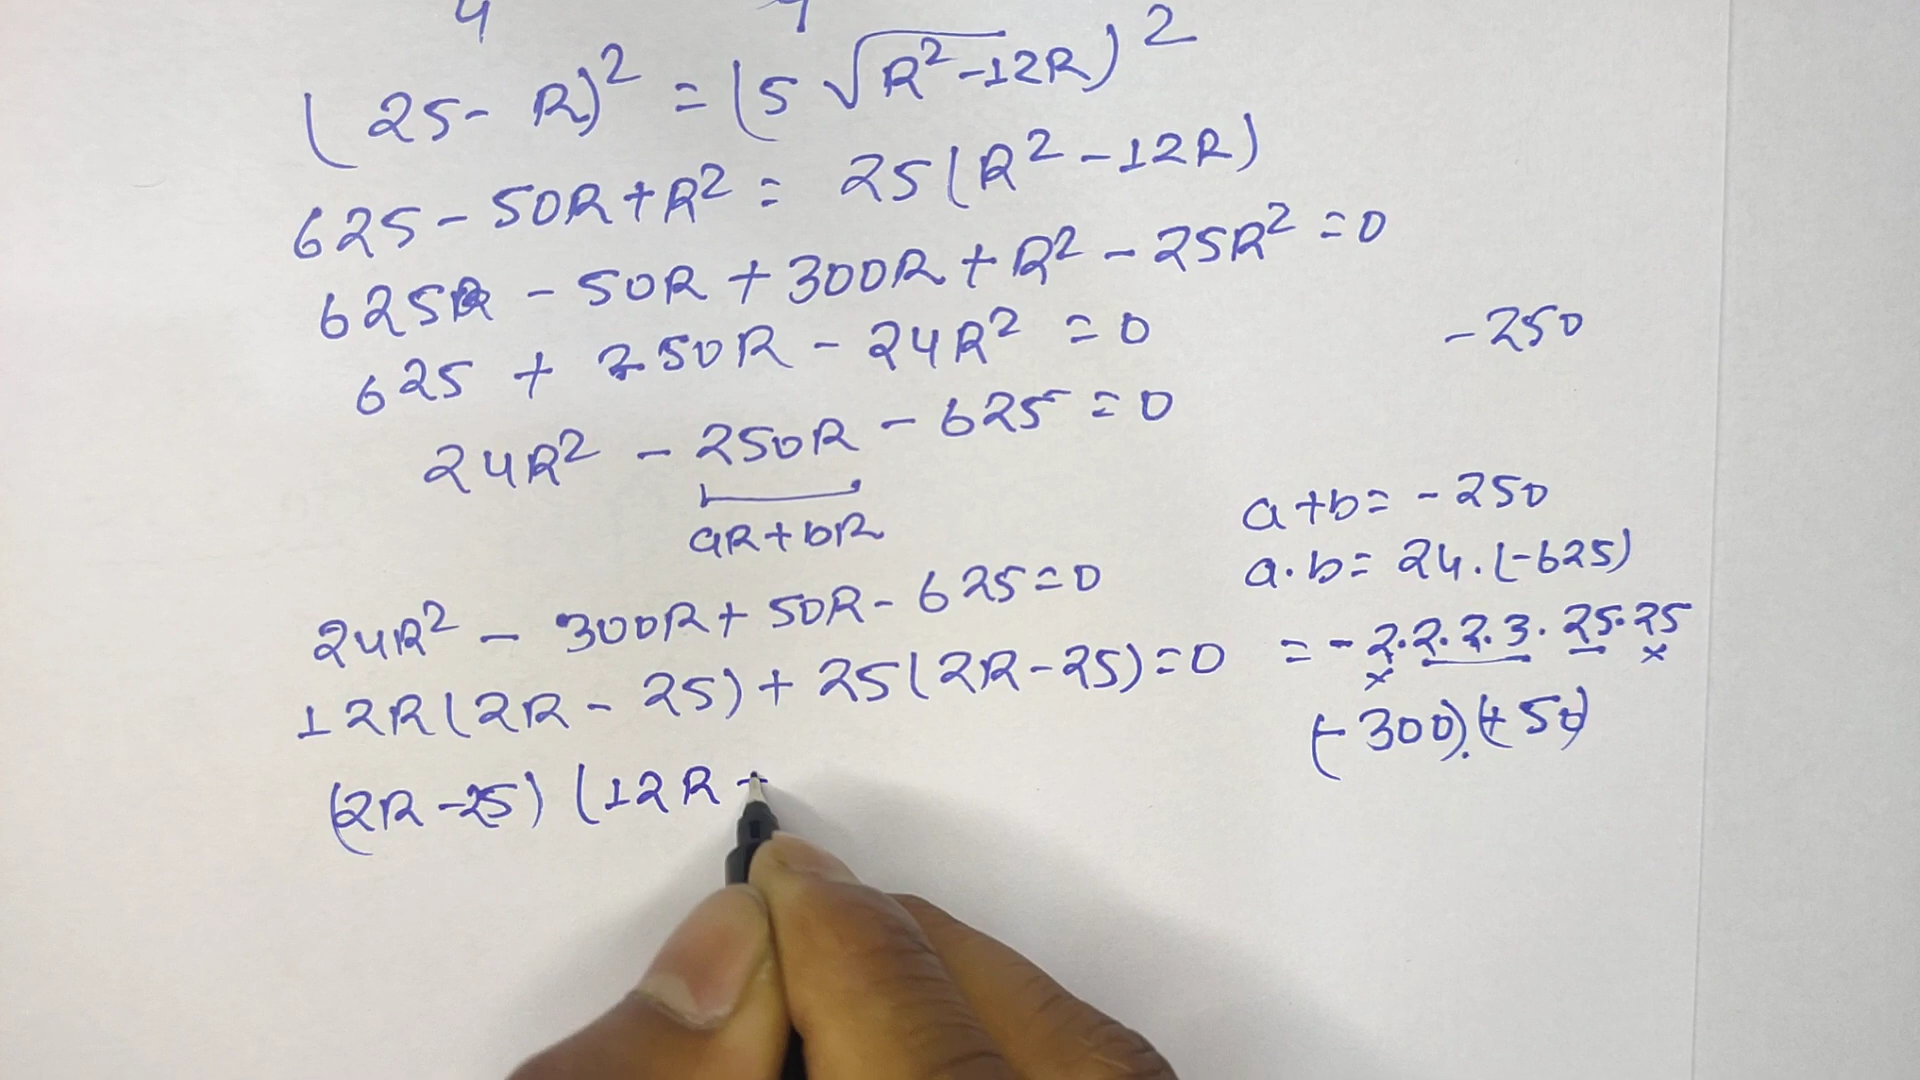 (25 - R)² = (5 √R²-12R)²
625 - 50R + R² = 25(R² - 12R)
625 - 50R + 300R + R² - 25R² = 0
625 + 250R - 24R² = 0
-250
24R² - 250R - 625 = 0
aR + bR
a + b = -250
a . b = 24 . (-625)
24R² - 300R + 50R - 625 = 0
= - 2.2.2.3.25.25
12R(2R - 25) + 25(2R - 25) = 0
(-300).(+50)
(2R - 25) (12R +